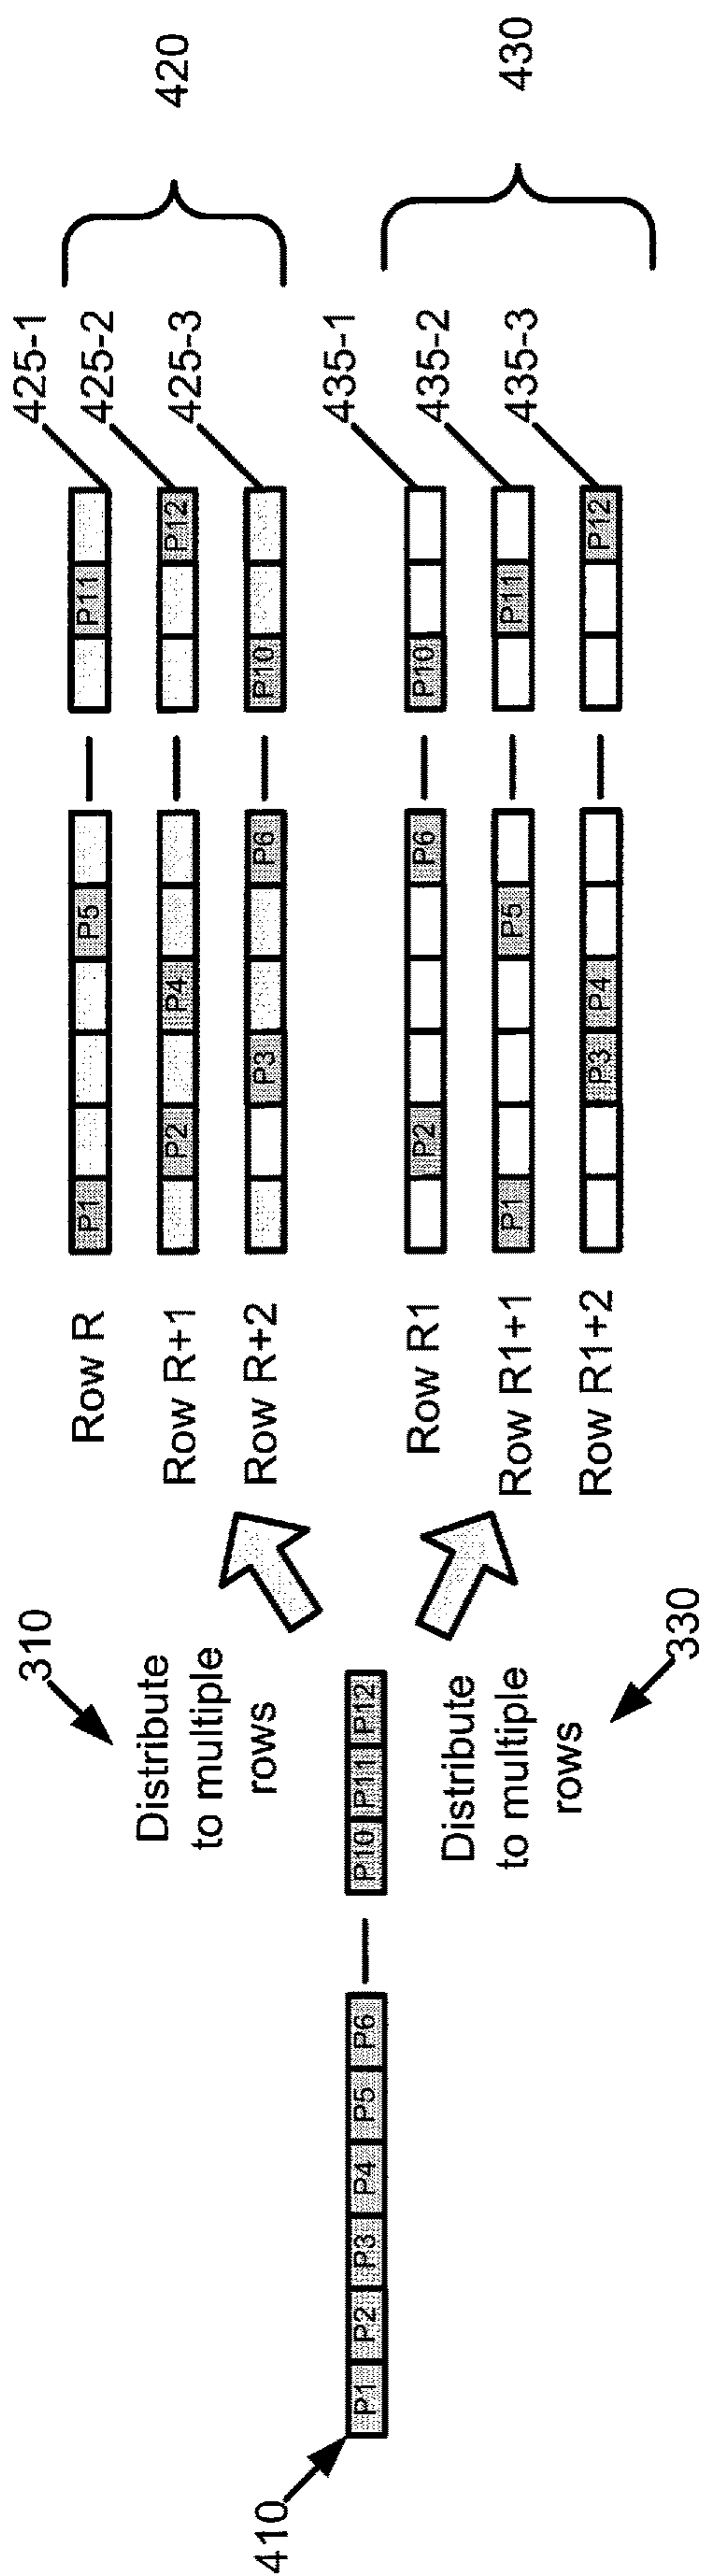 410
P1 P2 P3 P4 P5 P6 P10 P11 P12
310
Distribute
to multiple
rows
Distribute
to multiple
rows
330
Row R P1 P5 P11 425-1
Row R+1 P2 P4 P12 425-2
Row R+2 P3 P6 P10 425-3
420
Row R1 P2 P6 P10 435-1
Row R1+1 P1 P5 P11 435-2
Row R1+2 P3 P4 P12 435-3
430